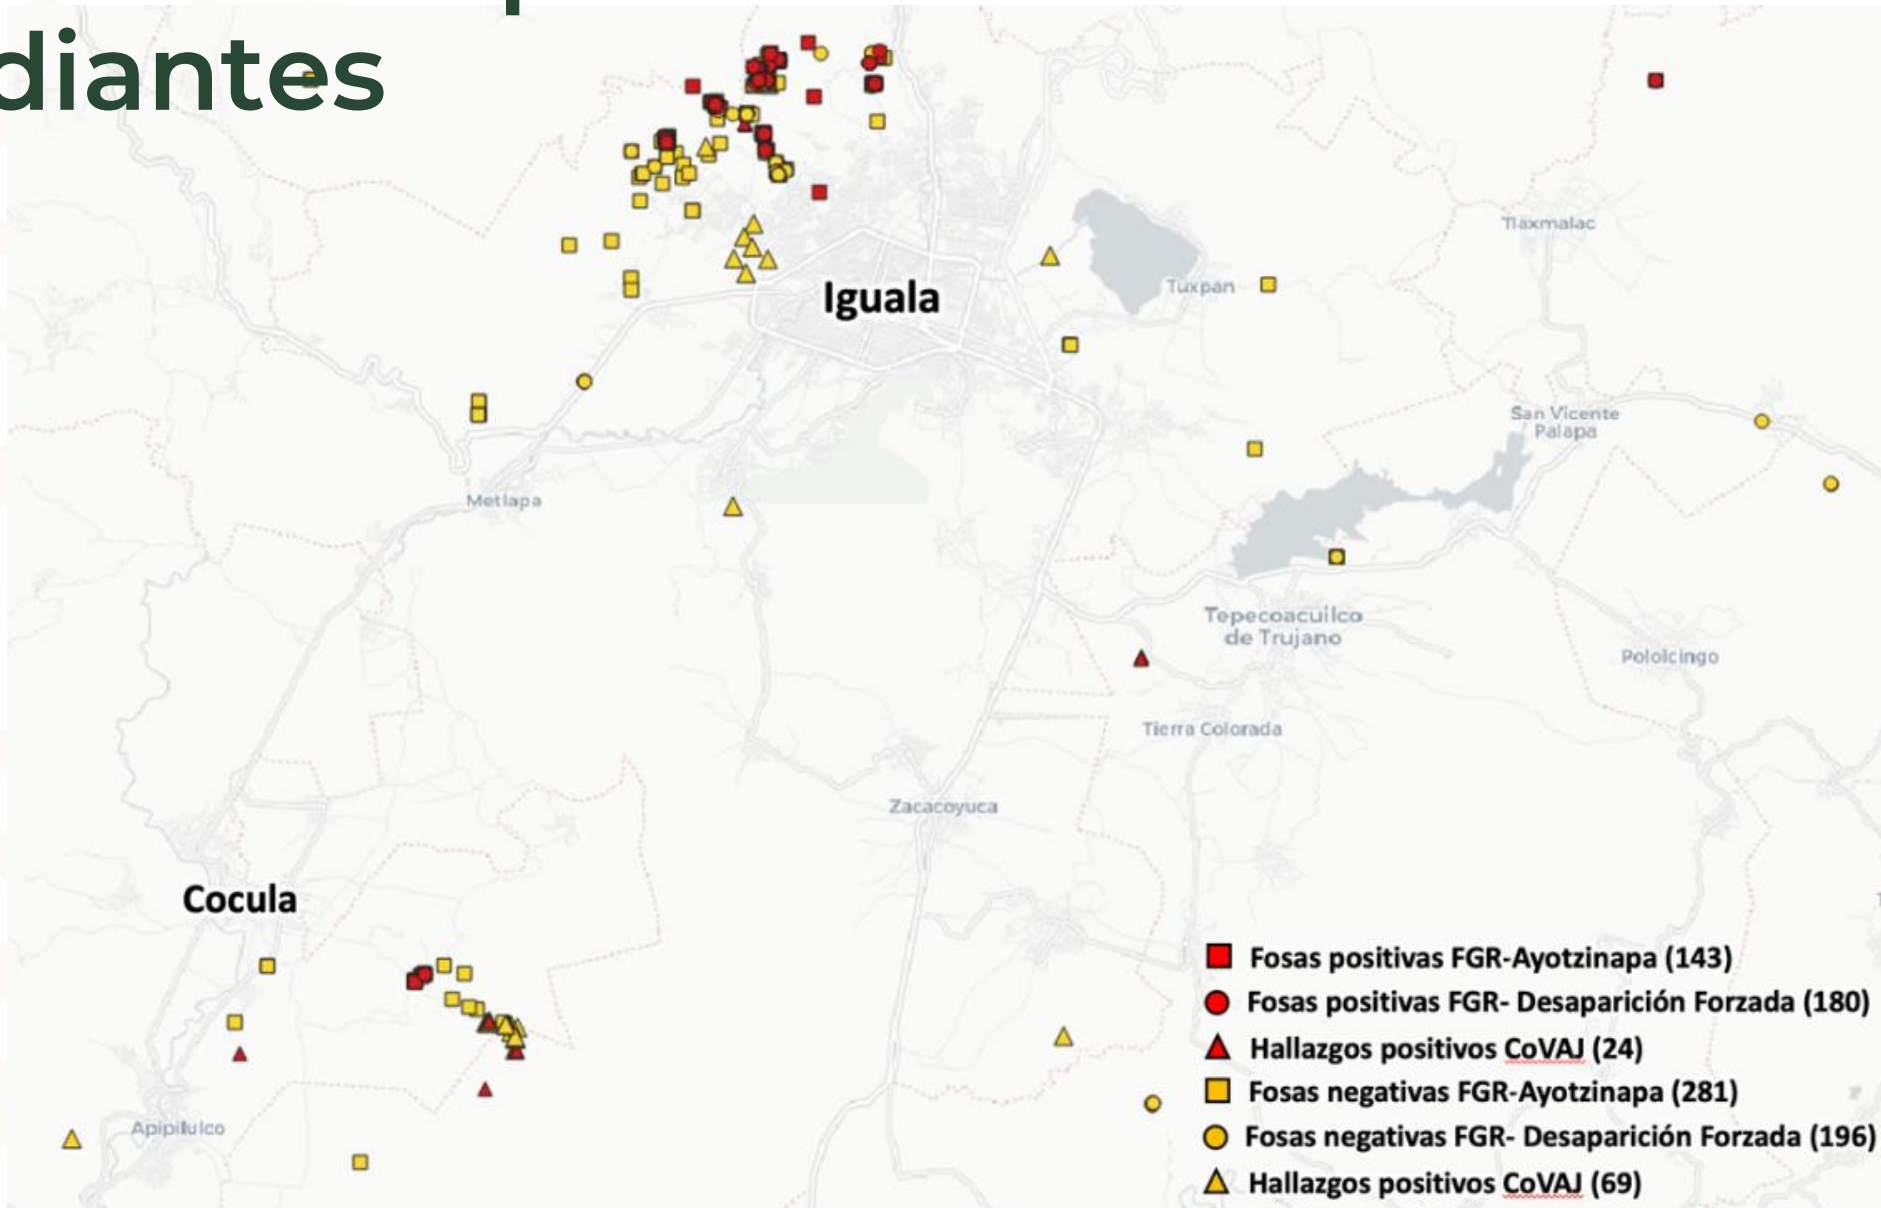 diantes
Tlaxmalac
Tuxpan
Iguala
San Vicente
Palapa
Metlapa
Tepecoacuilco
de Trujano
Pololcingo
Tierra Colorada
Zacacoyuca
Cocula
Apipilulco
Fosas positivas FGR-Ayotzinapa (143)
Fosas positivas FGR- Desaparición Forzada (180)
Hallazgos positivos CoVAJ (24)
Fosas negativas FGR-Ayotzinapa (281)
Fosas negativas FGR- Desaparición Forzada (196)
Hallazgos positivos CoVAJ (69)